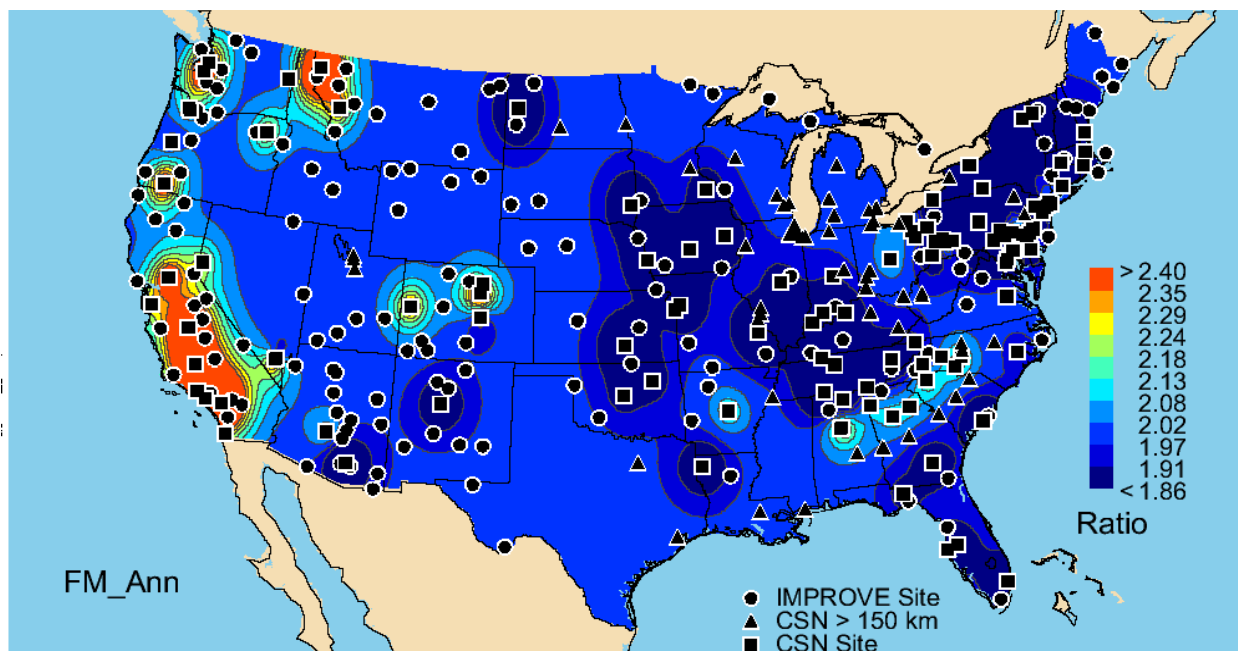 > 2.40
2.35
2.29
2.24
2.18
2.13
2.08
2.02
1.97
1.91
< 1.86
Ratio
FM_Ann
IMPROVE Site
CSN > 150 km
CSN Site